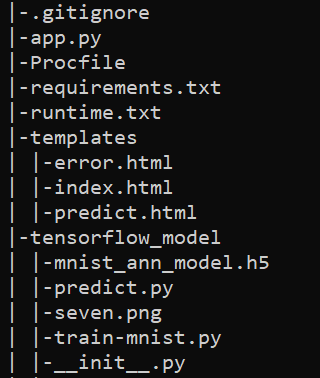 |-.gitignore
|-app.py
|-Procfile
|-requirements.txt
|-runtime.txt
|-templates
| |-error.html
| |-index.html
| |-predict.html
|-tensorflow_model
| |-mnist_ann_model.h5
| |-predict.py
| |-seven.png
| |-train-mnist.py
| |-__init__.py